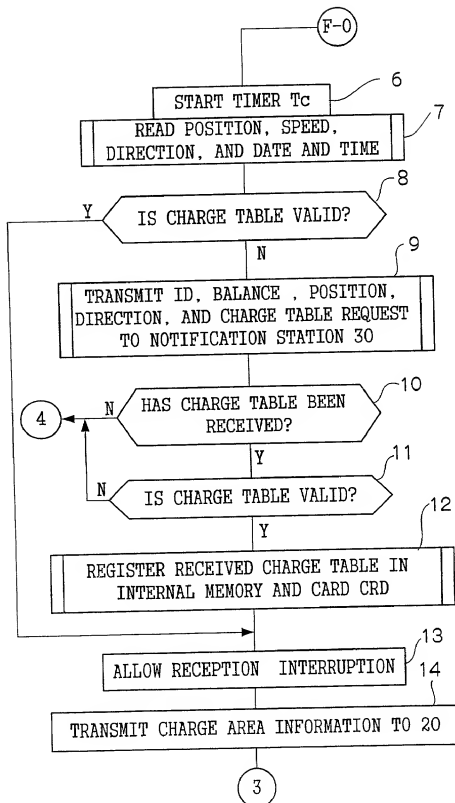 F-0
START TIMER Tc
6
READ POSITION, SPEED,
DIRECTION, AND DATE AND TIME
7
8
Y
IS CHARGE TABLE VALID?
N
9
TRANSMIT ID, BALANCE , POSITION,
DIRECTION, AND CHARGE TABLE REQUEST
TO NOTIFICATION STATION 30
10
4
N
HAS CHARGE TABLE BEEN
RECEIVED?
Y
11
N
IS CHARGE TABLE VALID?
Y
12
REGISTER RECEIVED CHARGE TABLE IN
INTERNAL MEMORY AND CARD CRD
13
ALLOW RECEPTION INTERRUPTION
14
TRANSMIT CHARGE AREA INFORMATION TO 20
3